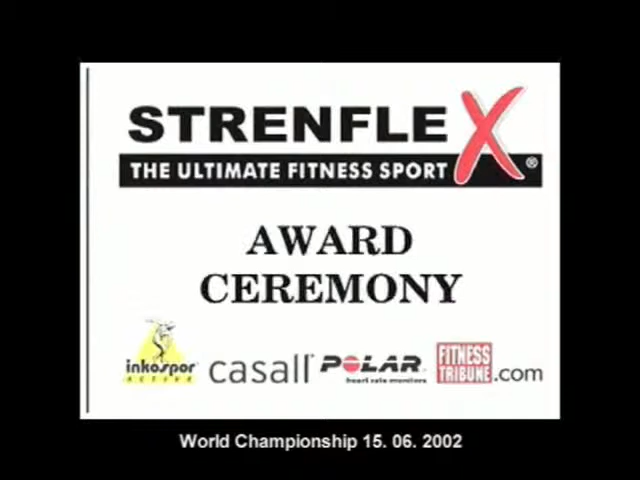 STRENFLEX
THE ULTIMATE FITNESS SPORT ®
AWARD
CEREMONY
inkospor
ACTIVE
casall
POLAR
heart rate monitors
FITNESS
TRIBUNE.com
World Championship 15. 06. 2002